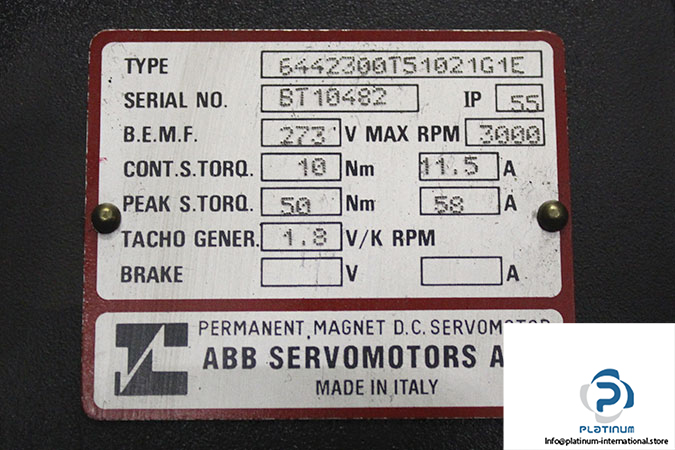 TYPE 6442300T51021G1E
SERIAL NO. BT10482 IP 55
B.E.M.F. 273 V MAX RPM 3000
CONT.S.TORQ. 10 Nm 11.5 A
PEAK S.TORQ. 50 Nm 58 A
TACHO GENER. 1.8 V/K RPM
BRAKE V A
PERMANENT MAGNET D.C. SERVOMOTOR
ABB SERVOMOTORS
MADE IN ITALY
PLATINUM
Info@platinum-international.store